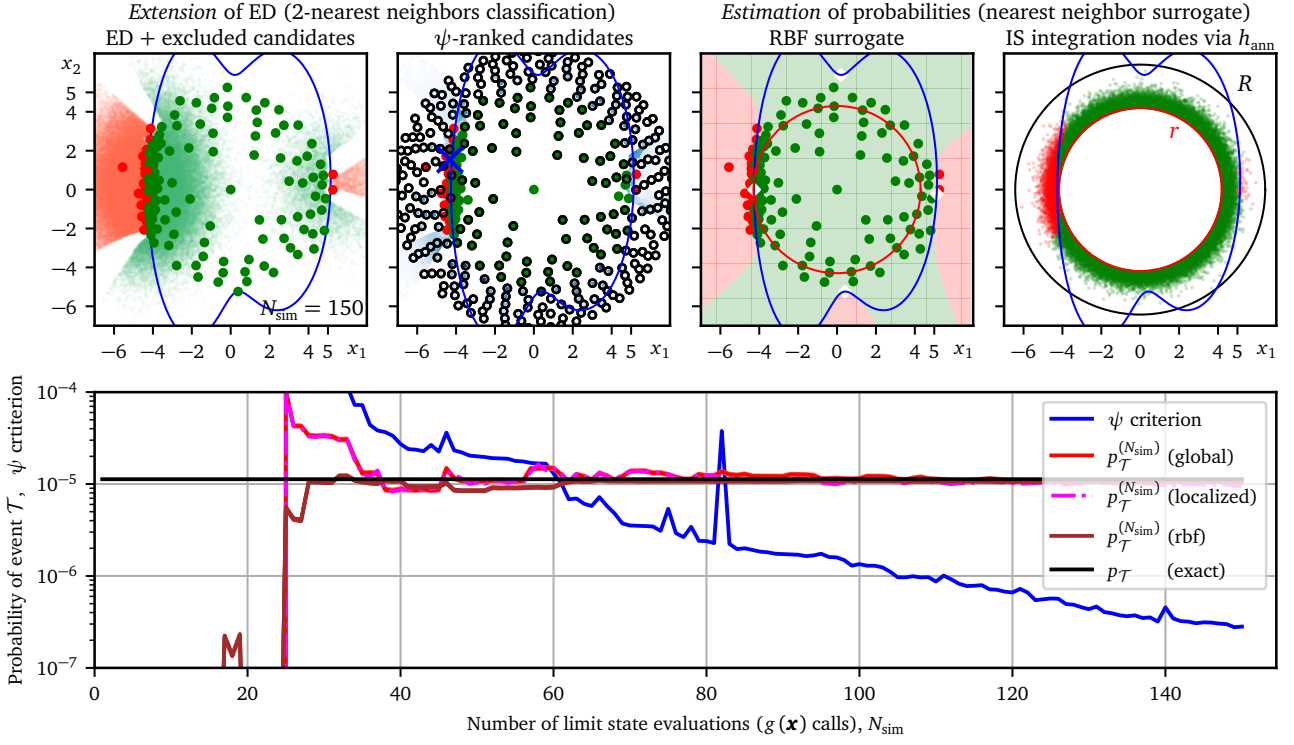 Extension of ED (2-nearest neighbors classification)
Estimation of probabilities (nearest neighbor surrogate)
ED + excluded candidates
ψ-ranked candidates
RBF surrogate
IS integration nodes via h_ann
x₂
5
4
2
0
−2
−4
−6
N_sim = 150
R
r
−6 −4 −2 0 2 4 5 x₁
−6 −4 −2 0 2 4 5 x₁
−6 −4 −2 0 2 4 5 x₁
−6 −4 −2 0 2 4 5 x₁
Probability of event 𝒯, ψ crtiterion
10⁻⁴
10⁻⁵
10⁻⁶
10⁻⁷
ψ criterion
p_𝒯^(N_sim) (global)
p_𝒯^(N_sim) (localized)
p_𝒯^(N_sim) (rbf)
p_𝒯 (exact)
0 20 40 60 80 100 120 140
Number of limit state evaluations (g(𝒙) calls), N_sim